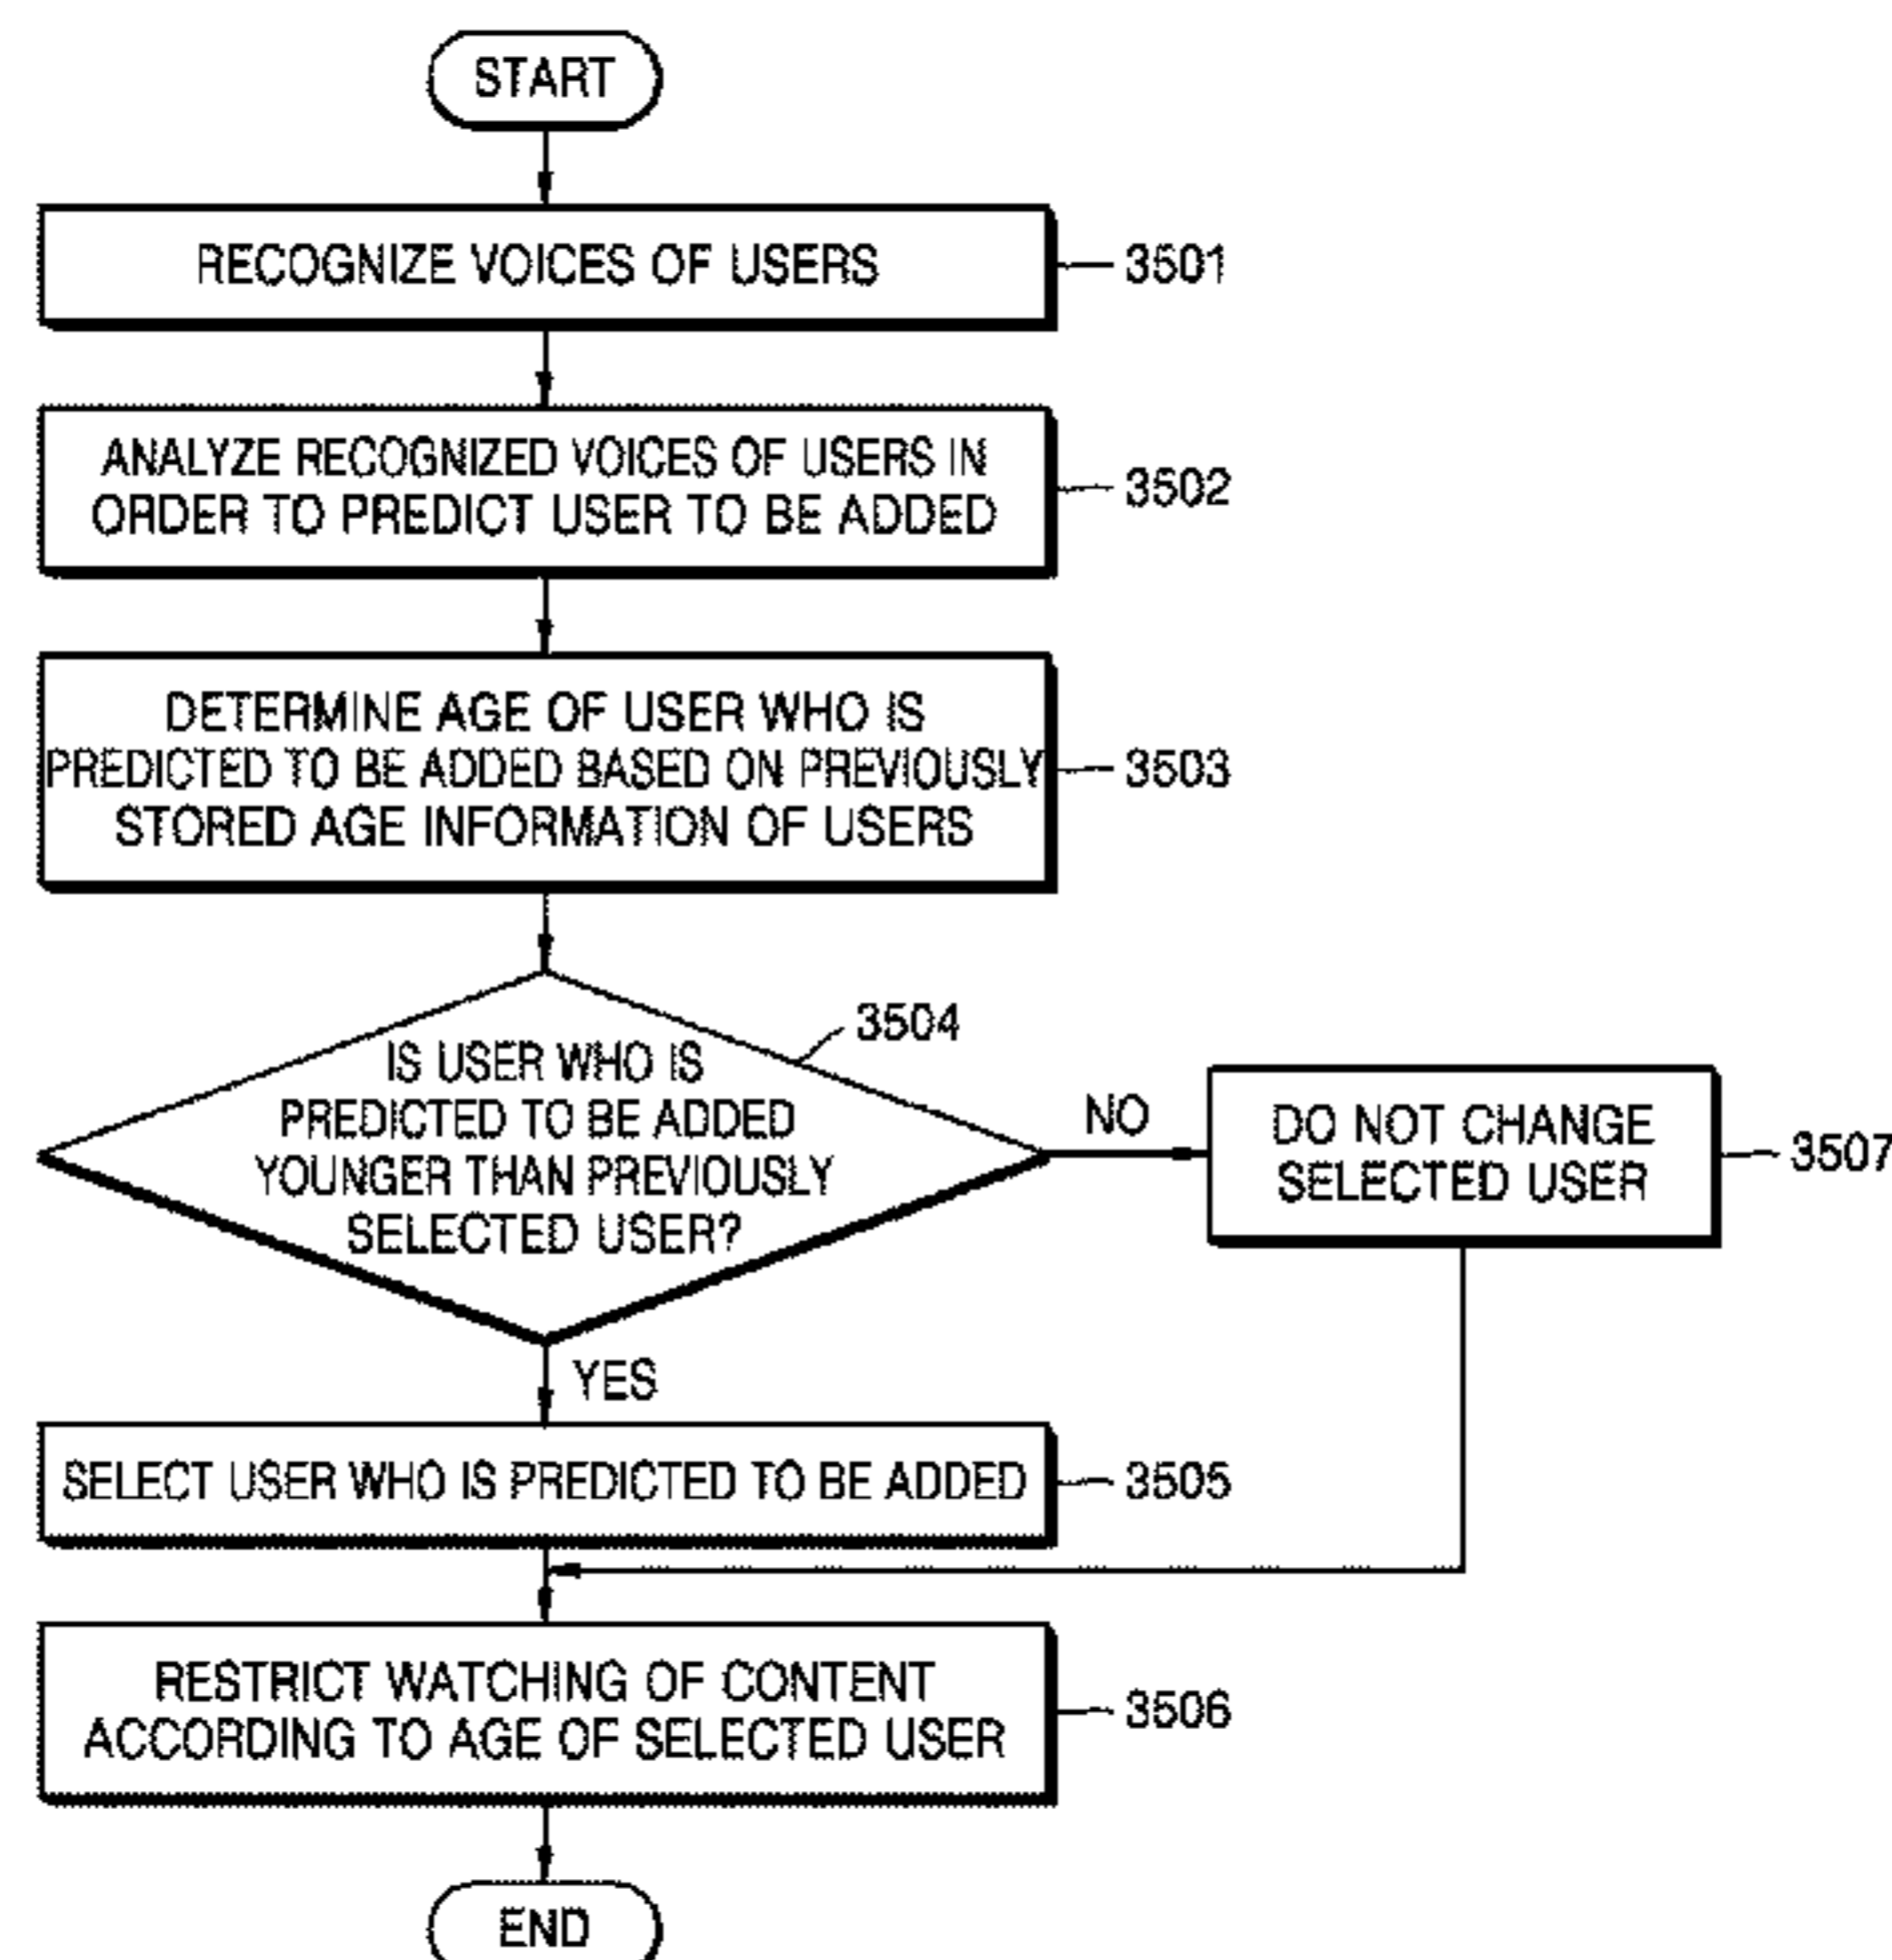 START
RECOGNIZE VOICES OF USERS
3501
ANALYZE RECOGNIZED VOICES OF USERS IN
ORDER TO PREDICT USER TO BE ADDED
3502
DETERMINE AGE OF USER WHO IS
PREDICTED TO BE ADDED BASED ON PREVIOUSLY
STORED AGE INFORMATION OF USERS
3503
3504
IS USER WHO IS
PREDICTED TO BE ADDED
YOUNGER THAN PREVIOUSLY
SELECTED USER?
NO
DO NOT CHANGE
SELECTED USER
3507
YES
SELECT USER WHO IS PREDICTED TO BE ADDED
3505
RESTRICT WATCHING OF CONTENT
ACCORDING TO AGE OF SELECTED USER
3506
END